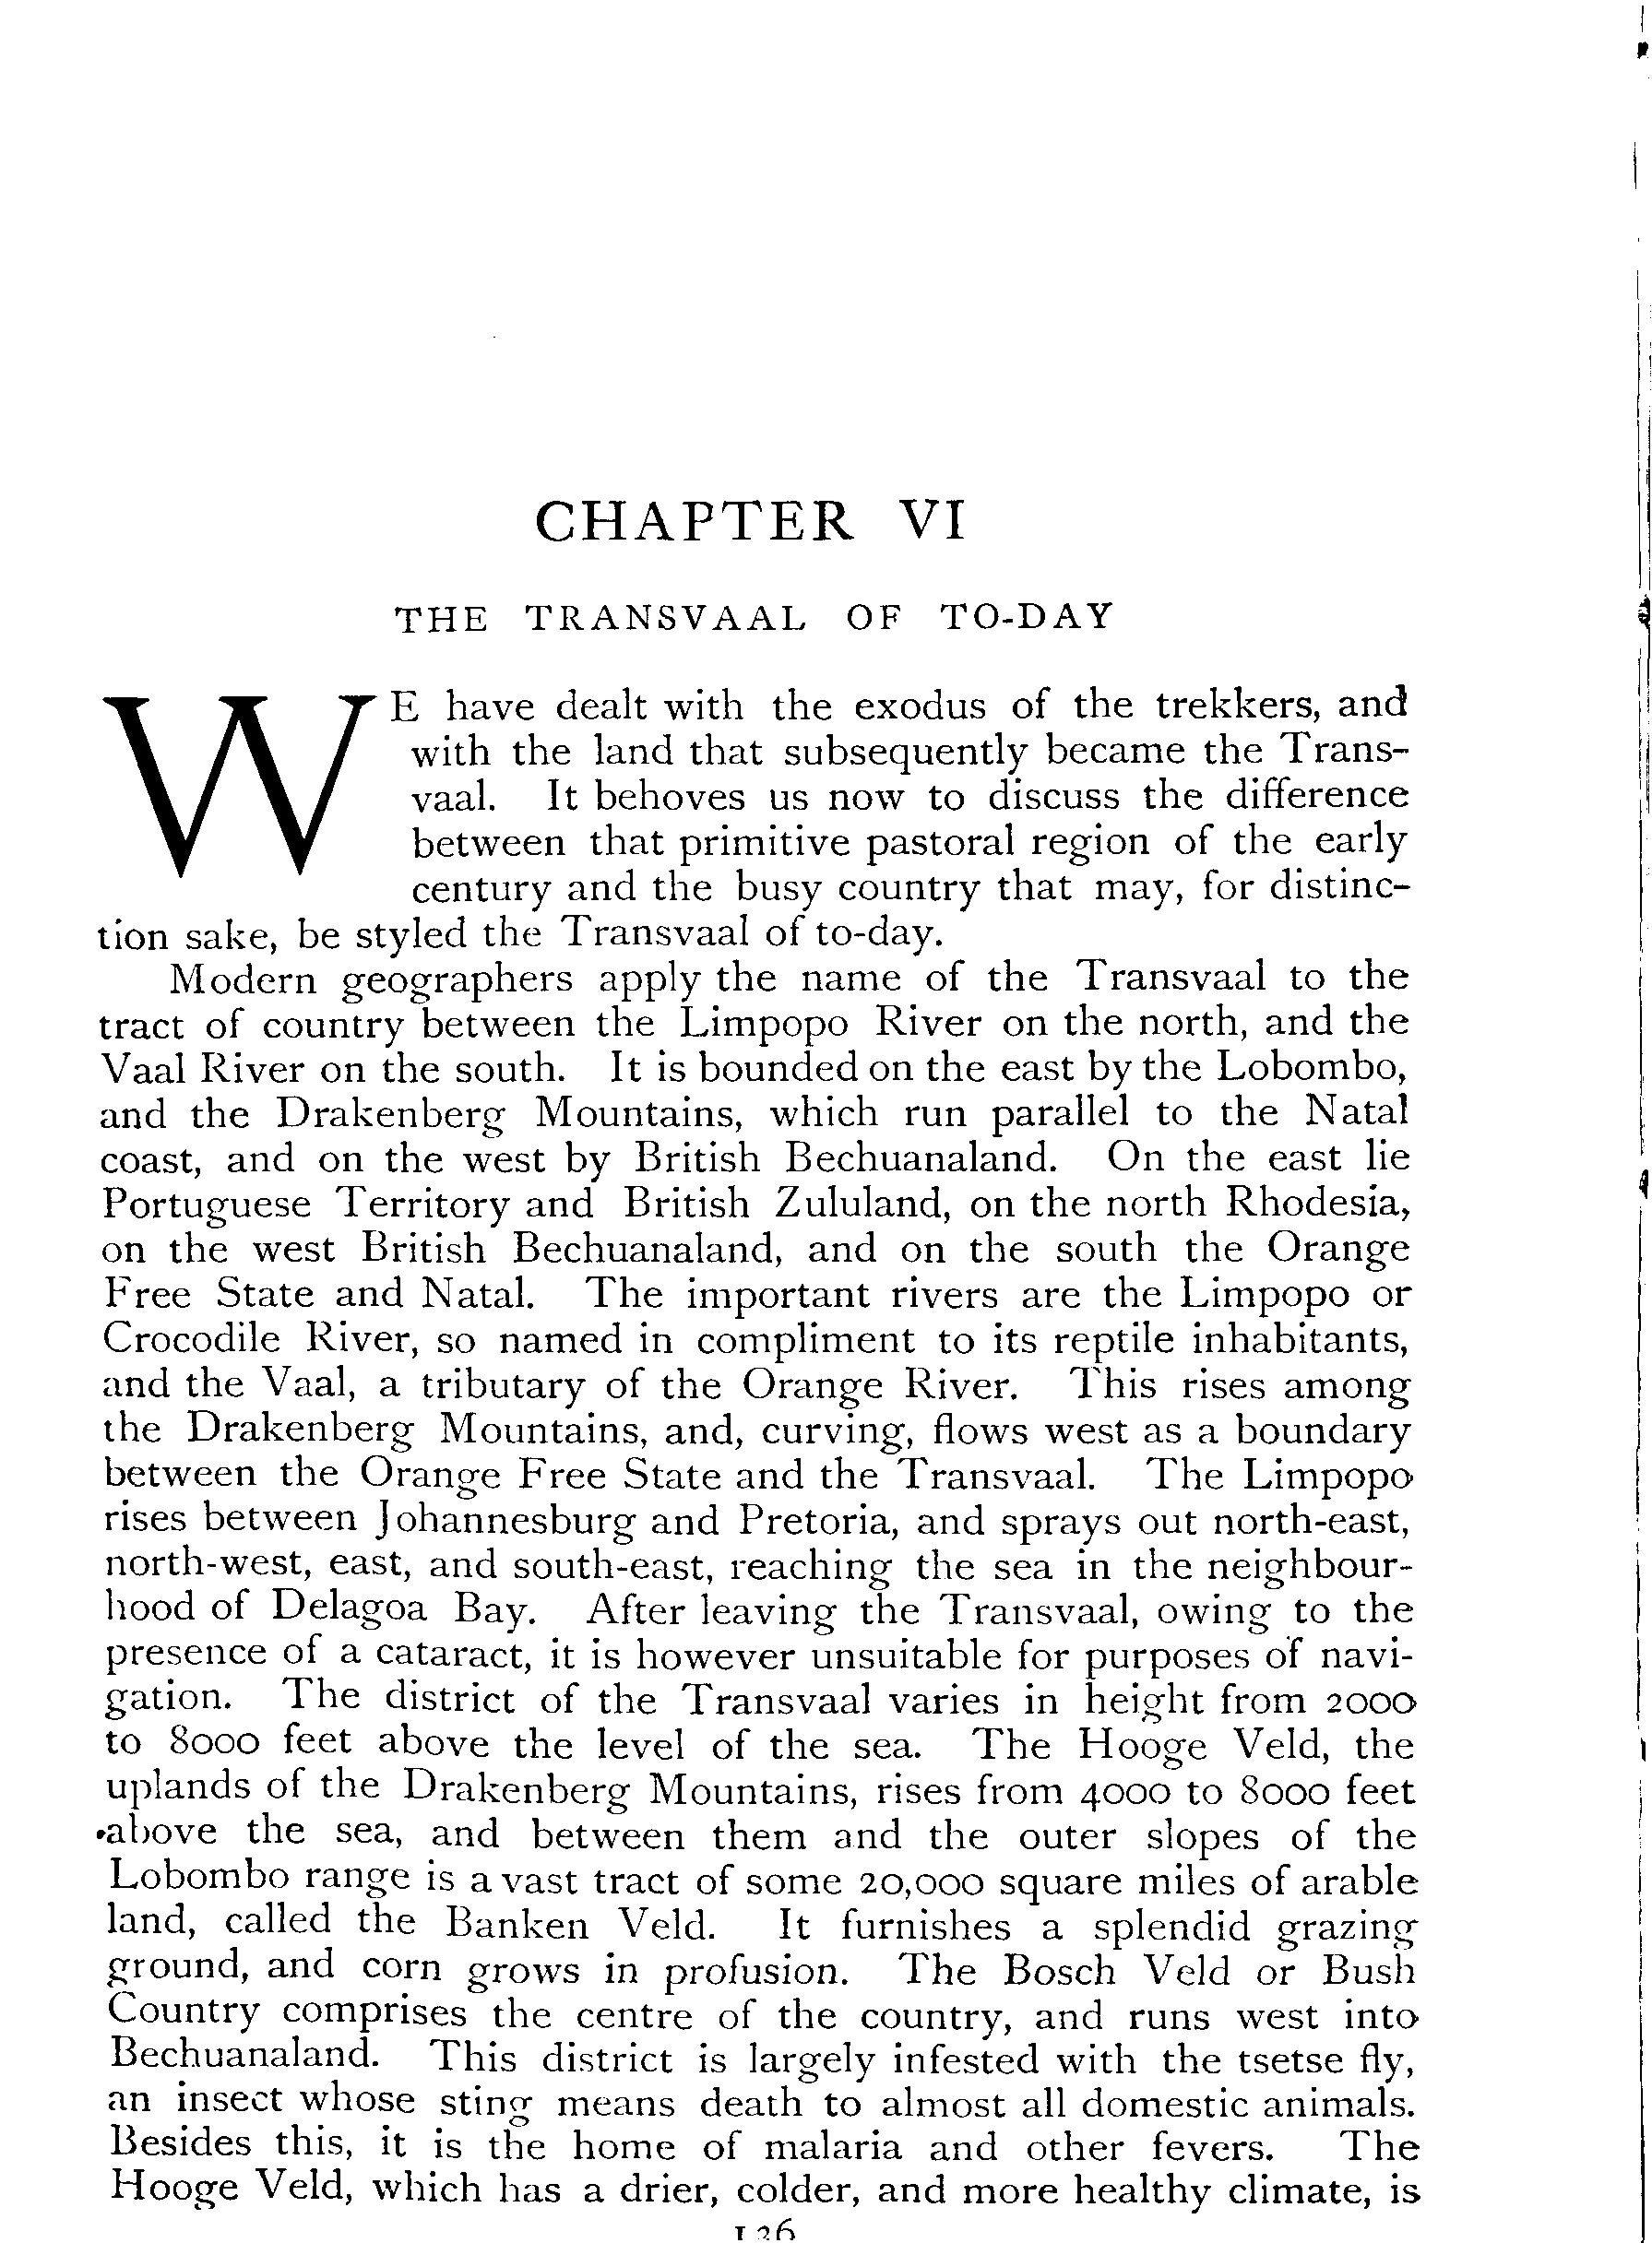 CHAPTER VI
THE TRANSVAAL OF TO-DAY
WE have dealt with the exodus of the trekkers, and
with the land that subsequently became the Trans-
vaal. It behoves us now to discuss the difference
between that primitive pastoral region of the early
century and the busy country that may, for distinc-
tion sake, be styled the Transvaal of to-day.
Modern geographers apply the name of the Transvaal to the
tract of country between the Limpopo River on the north, and the
Vaal River on the south. It is bounded on the east by the Lobombo,
and the Drakenberg Mountains, which run parallel to the Natal
coast, and on the west by British Bechuanaland. On the east lie
Portuguese Territory and British Zululand, on the north Rhodesia,
on the west British Bechuanaland, and on the south the Orange
Free State and Natal. The important rivers are the Limpopo or
Crocodile River, so named in compliment to its reptile inhabitants,
and the Vaal, a tributary of the Orange River. This rises among
the Drakenberg Mountains, and, curving, flows west as a boundary
between the Orange Free State and the Transvaal. The Limpopo
rises between Johannesburg and Pretoria, and sprays out north-east,
north-west, east, and south-east, reaching the sea in the neighbour-
hood of Delagoa Bay. After leaving the Transvaal, owing to the
presence of a cataract, it is however unsuitable for purposes of navi-
gation. The district of the Transvaal varies in height from 2000
to 8000 feet above the level of the sea. The Hooge Veld, the
uplands of the Drakenberg Mountains, rises from 4000 to 8000 feet
above the sea, and between them and the outer slopes of the
Lobombo range is a vast tract of some 20,000 square miles of arable
land, called the Banken Veld. It furnishes a splendid grazing
ground, and corn grows in profusion. The Bosch Veld or Bush
Country comprises the centre of the country, and runs west into
Bechuanaland. This district is largely infested with the tsetse fly,
an insect whose sting means death to almost all domestic animals.
Besides this, it is the home of malaria and other fevers. The
Hooge Veld, which has a drier, colder, and more healthy climate, is
126